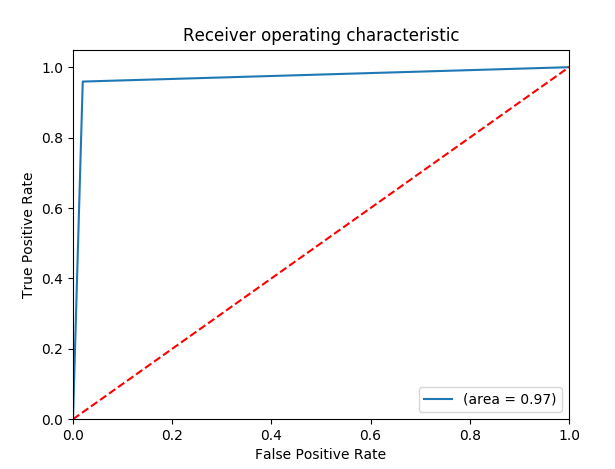 Receiver operating characteristic
True Positive Rate
1.0
0.8
0.6
0.4
0.2
0.0
(area = 0.97)
0.0 0.2 0.4 0.6 0.8 1.0
False Positive Rate